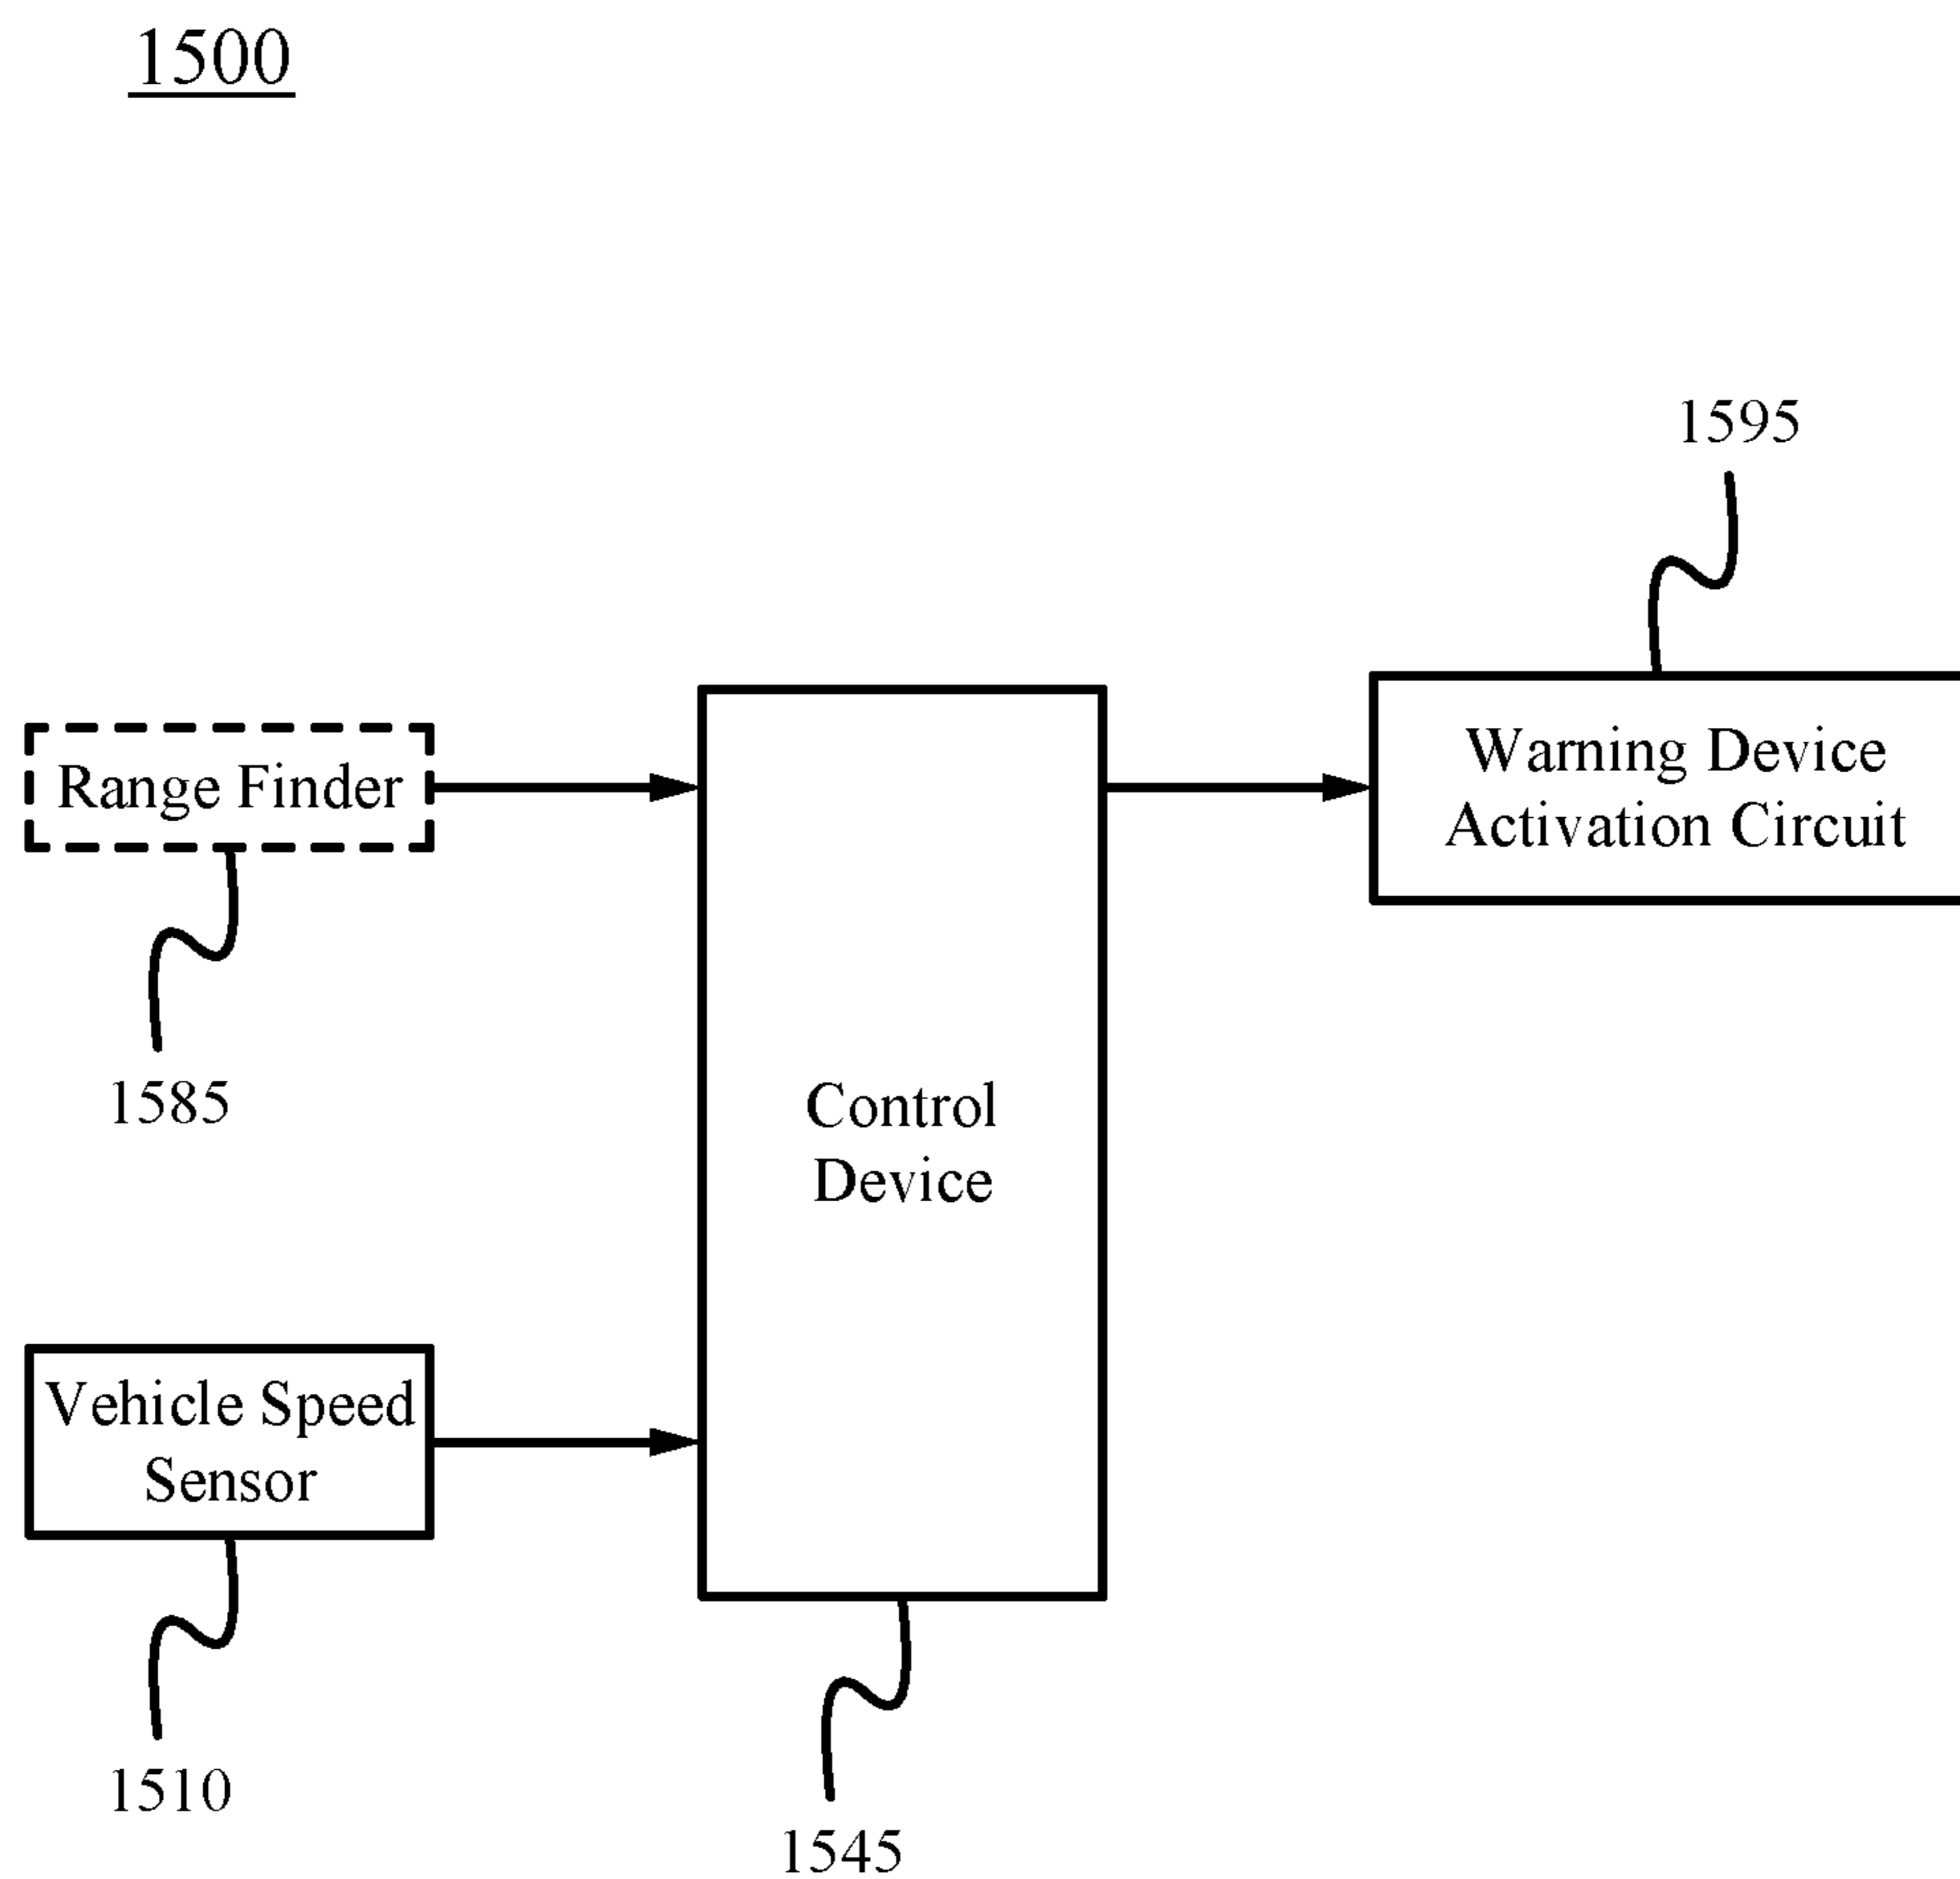 1500
1595
Range Finder
Warning Device
Activation Circuit
1585
Control
Device
Vehicle Speed
Sensor
1510
1545